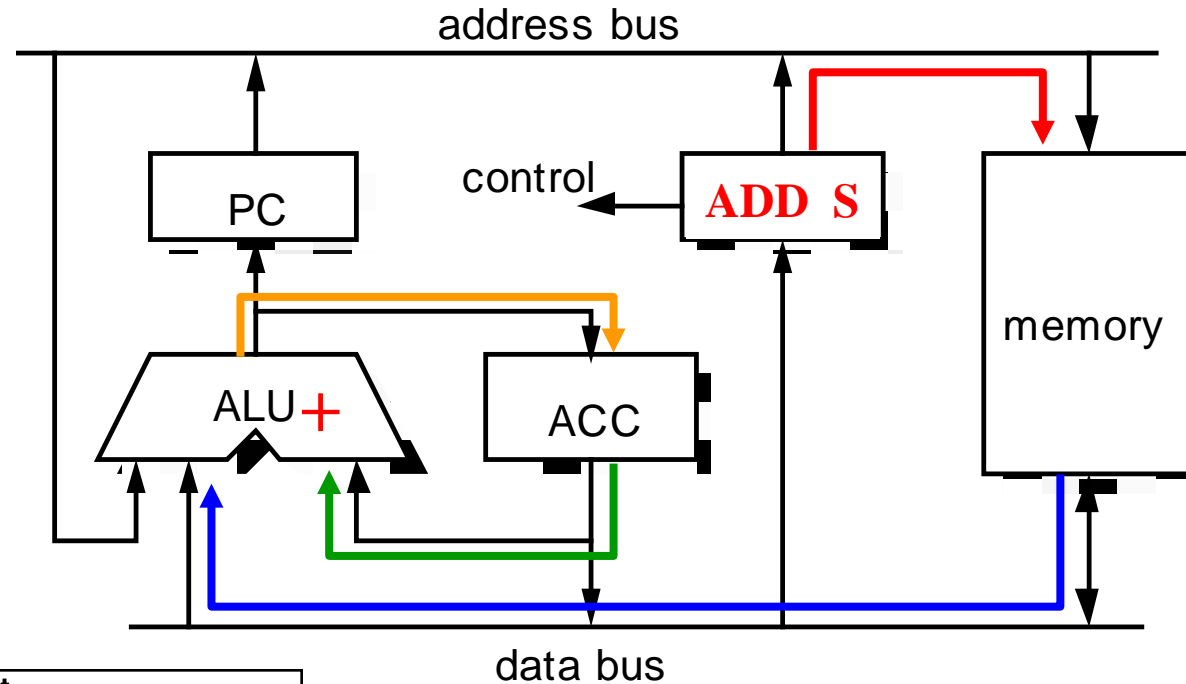 address bus
control
PC
ADD S
memory
ALU +
ACC
data bus